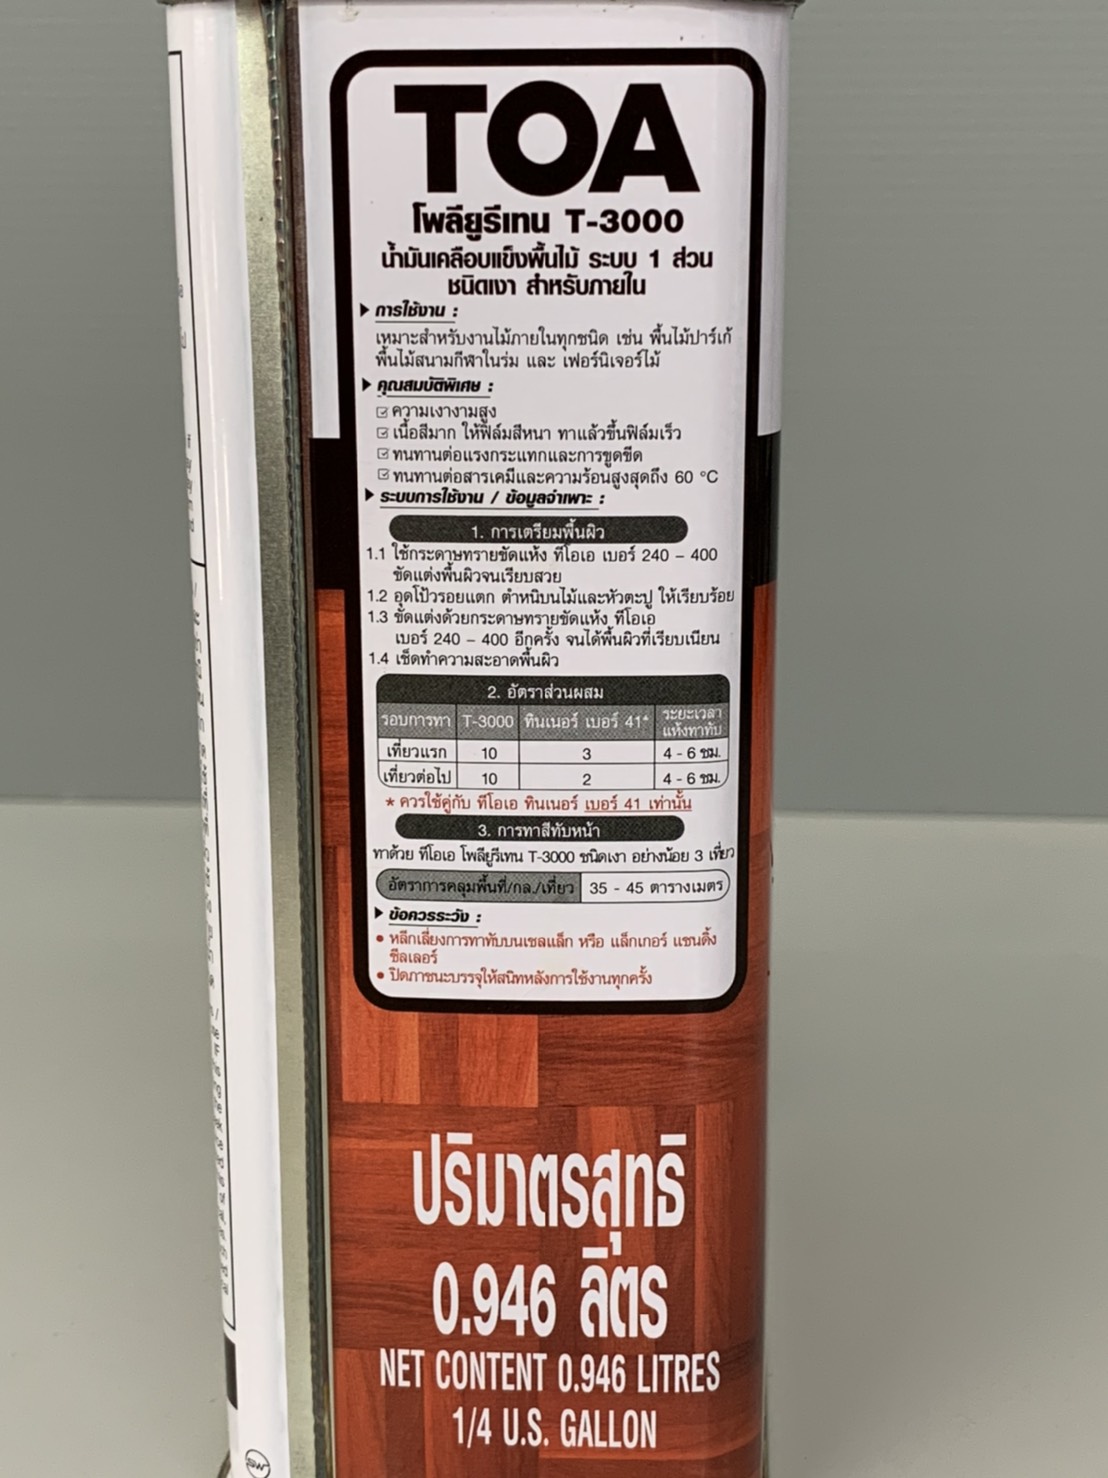 TOA
โพลียูรีเทน T-3000
น้ำมันเคลือบแข็งพื้นไม้ ระบบ 1 ส่วน
ชนิดเงา สำหรับภายใน
การใช้งาน :
เหมาะสำหรับงานไม้ภายในทุกชนิด เช่น พื้นไม้ปาร์เก้
พื้นไม้สนามกีฬาในร่ม และ เฟอร์นิเจอร์ไม้
คุณสมบัติพิเศษ :
ความเงางามสูง
เนื้อสีมาก ให้ฟิล์มสีหนา ทาแล้วขึ้นฟิล์มเร็ว
ทนทานต่อแรงกระแทกและการขูดขีด
ทนทานต่อสารเคมีและความร้อนสูงสุดถึง 60 °C
ระบบการใช้งาน / ข้อมูลจำเพาะ :
1. การเตรียมพื้นผิว
1.1 ใช้กระดาษทรายขัดแห้ง ทีโอเอ เบอร์ 240 – 400
ขัดแต่งพื้นผิวจนเรียบสวย
1.2 อุดโป้วรอยแตก ตำหนิบนไม้และหัวตะปู ให้เรียบร้อย
1.3 ขัดแต่งด้วยกระดาษทรายขัดแห้ง ทีโอเอ
เบอร์ 240 – 400 อีกครั้ง จนได้พื้นผิวที่เรียบเนียน
1.4 เช็ดทำความสะอาดพื้นผิว
2. อัตราส่วนผสม
รอบการทา T-3000 ทินเนอร์ เบอร์ 41* ระยะเวลา
แห้งทาทับ
เที่ยวแรก 10 3 4 - 6 ชม.
เที่ยวต่อไป 10 2 4 - 6 ชม.
* ควรใช้คู่กับ ทีโอเอ ทินเนอร์ เบอร์ 41 เท่านั้น
3. การทาสีทับหน้า
ทาด้วย ทีโอเอ โพลียูรีเทน T-3000 ชนิดเงา อย่างน้อย 3 เที่ยว
อัตราการคลุมพื้นที่/กล./เที่ยว 35 - 45 ตารางเมตร
ข้อควรระวัง :
• หลีกเลี่ยงการทาทับบนเชลแล็ก หรือ แล็กเกอร์ แซนดิ้ง
ซีลเลอร์
• ปิดภาชนะบรรจุให้สนิทหลังการใช้งานทุกครั้ง
ปริมาตรสุทธิ
0.946 ลิตร
NET CONTENT 0.946 LITRES
1/4 U.S. GALLON
SW